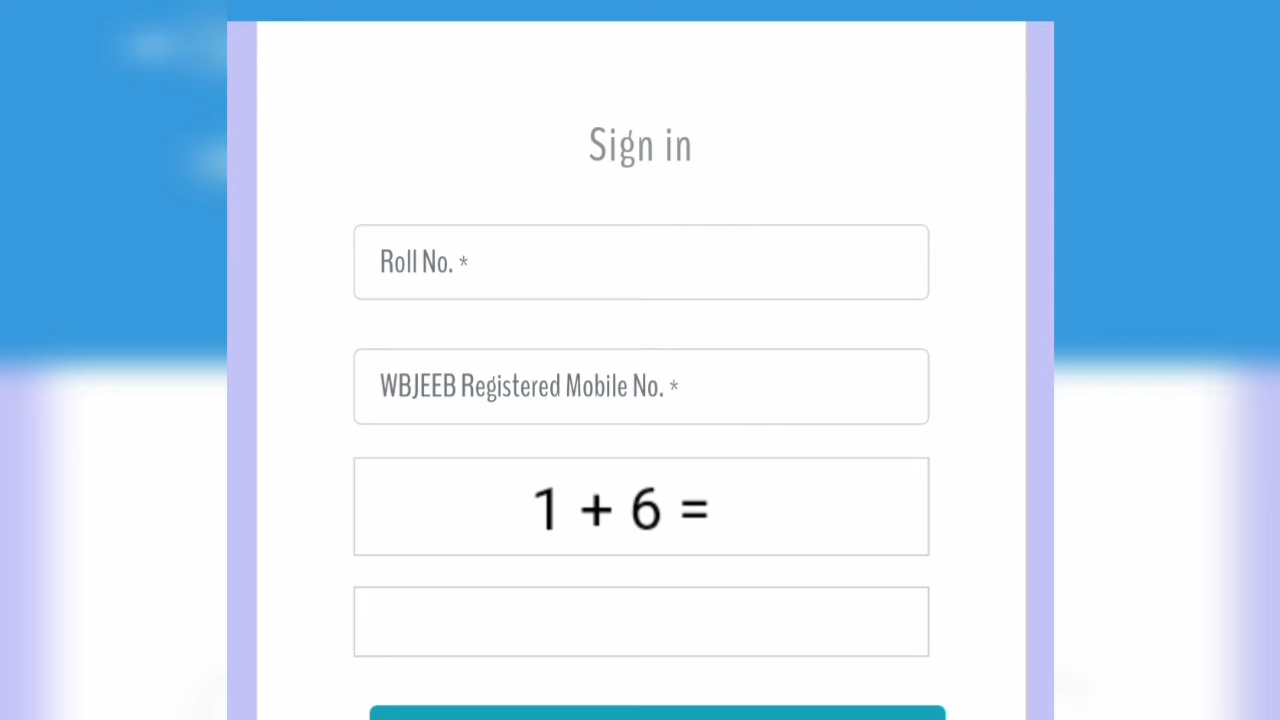 Sign in
Roll No. *
WBJEEB Registered Mobile No. *
1 + 6 =